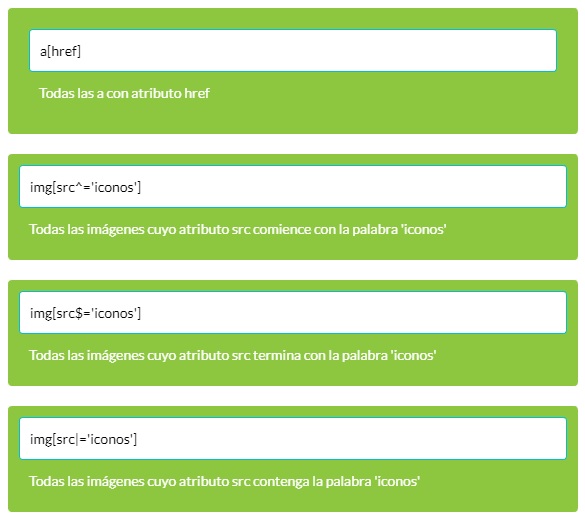 a[href]
Todas las a con atributo href
img[src^='iconos']
Todas las imágenes cuyo atributo src comience con la palabra 'iconos'
img[src$='iconos']
Todas las imágenes cuyo atributo src termina con la palabra 'iconos'
img[src|='iconos']
Todas las imágenes cuyo atributo src contenga la palabra 'iconos'